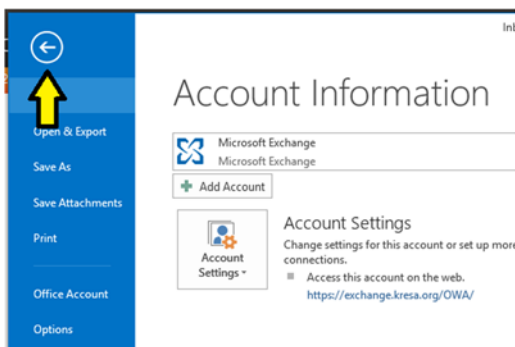 Inb
Account Information
Open & Export
Save As
Save Attachments
Print
Office Account
Options
Microsoft Exchange
Microsoft Exchange
Add Account
Account
Settings
Account Settings
Change settings for this account or set up more
connections.
Access this account on the web.
https://exchange.kresa.org/OWA/